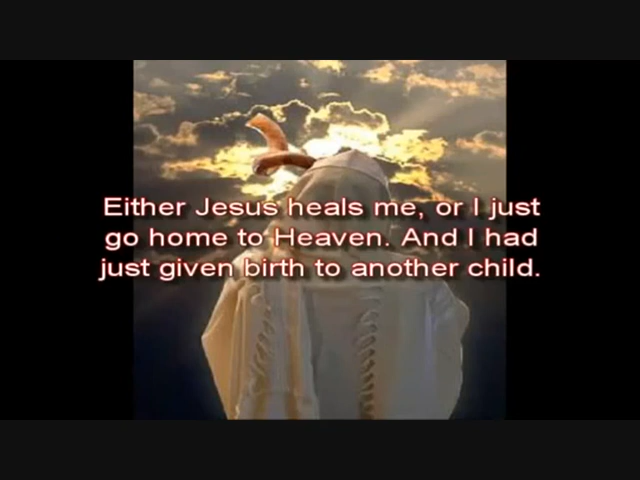 Either Jesus heals me, or I just
go home to Heaven. And I had
just given birth to another child.